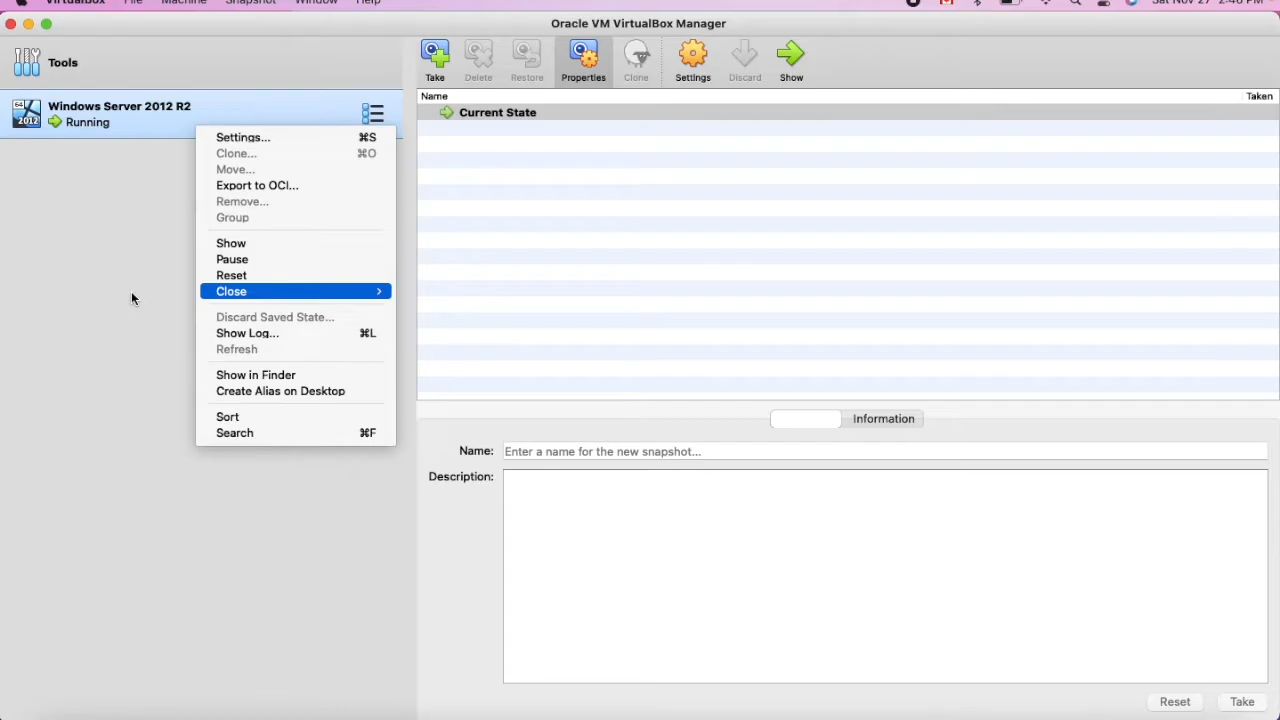 VirtualBox File Machine Snapshot Window Help Sat Nov 27 2:46 PM
Oracle VM VirtualBox Manager
Tools
Take Delete Restore Properties Clone Settings Discard Show
Name Taken
Current State
64
2012
Windows Server 2012 R2
Running
Settings... ⌘S
Clone... ⌘O
Move...
Export to OCI...
Remove...
Group
Show
Pause
Reset
Close >
Discard Saved State...
Show Log... ⌘L
Refresh
Show in Finder
Create Alias on Desktop
Sort
Search ⌘F
Information
Name: Enter a name for the new snapshot...
Description:
Reset Take